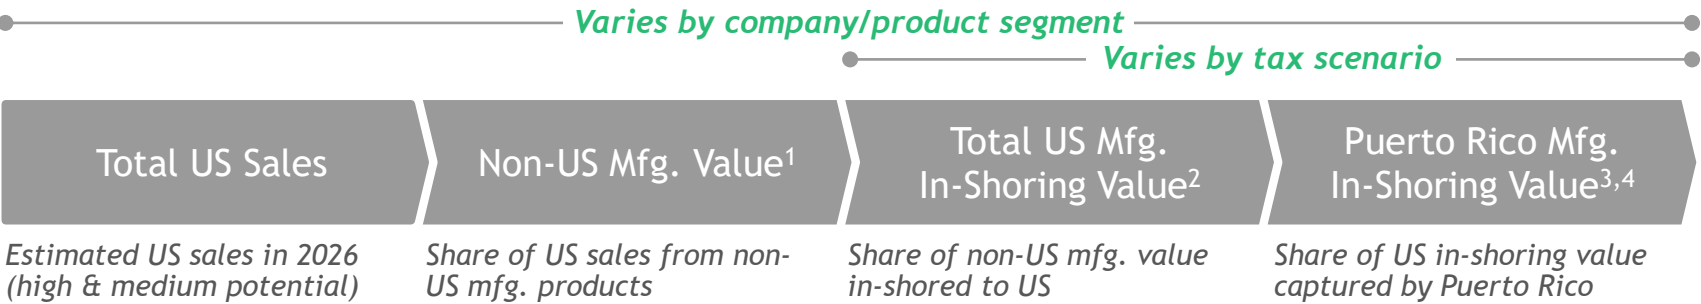 Varies by company/product segment
Varies by tax scenario
Total US Sales
Non-US Mfg. Value1
Total US Mfg.
In-Shoring Value2
Puerto Rico Mfg.
In-Shoring Value3,4
Estimated US sales in 2026
(high & medium potential)
Share of US sales from non-
US mfg. products
Share of non-US mfg. value
in-shored to US
Share of US in-shoring value
captured by Puerto Rico